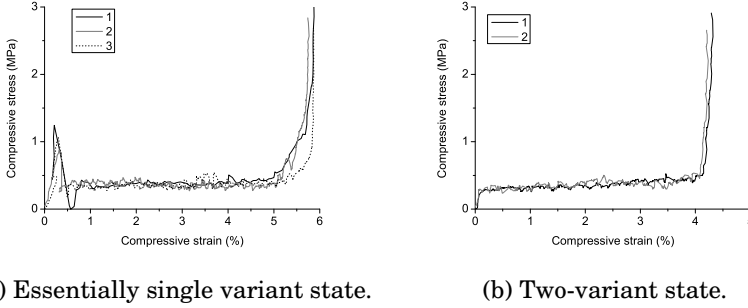 3
2
1
0
0 1 2 3 4 5 6
Compressive stress (MPa)
Compressive strain (%)
1
2
3
3
2
1
0
0 1 2 3 4
Compressive stress (MPa)
Compressive strain (%)
1
2
) Essentially single variant state.
(b) Two-variant state.